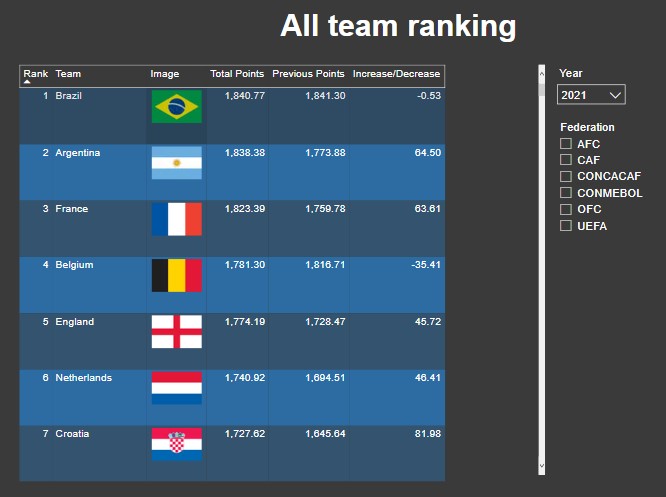 All team ranking
Rank Team Image Total Points Previous Points Increase/Decrease
1 Brazil 1,840.77 1,841.30 -0.53
2 Argentina 1,838.38 1,773.88 64.50
3 France 1,823.39 1,759.78 63.61
4 Belgium 1,781.30 1,816.71 -35.41
5 England 1,774.19 1,728.47 45.72
6 Netherlands 1,740.92 1,694.51 46.41
7 Croatia 1,727.62 1,645.64 81.98
Year
2021
Federation
AFC
CAF
CONCACAF
CONMEBOL
OFC
UEFA